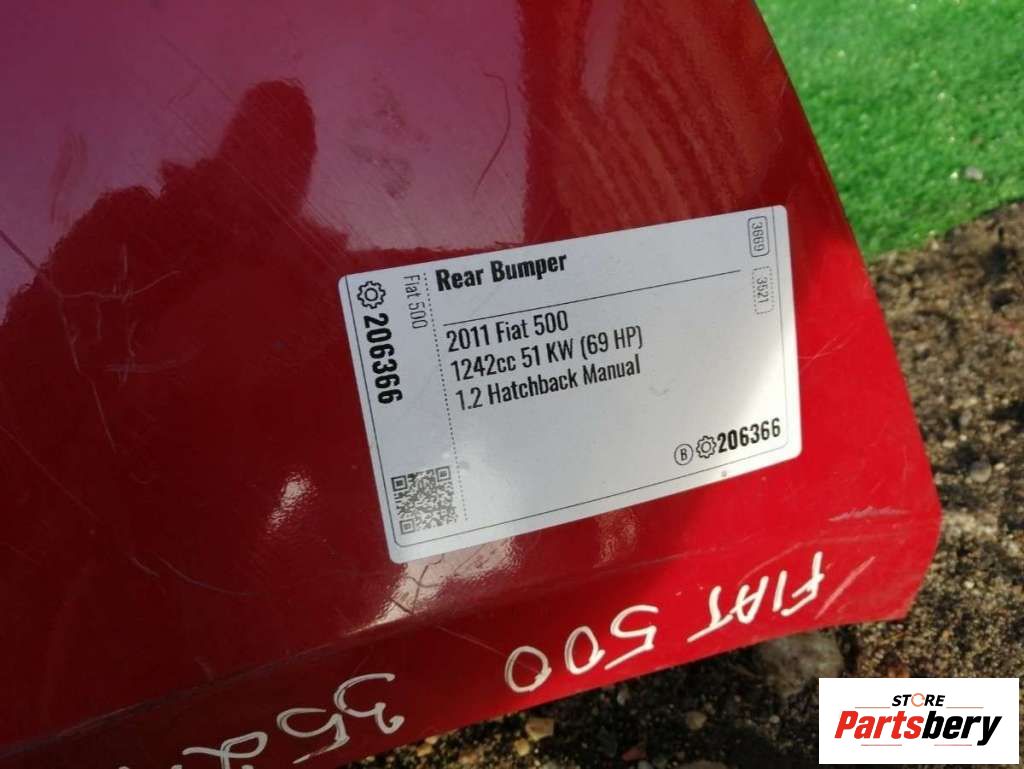 Rear Bumper
2011 Fiat 500
1242cc 51 KW (69 HP)
1.2 Hatchback Manual
206366
Fiat 500
3669
3521
B 206366
FIAT 500
STORE
Partsbery